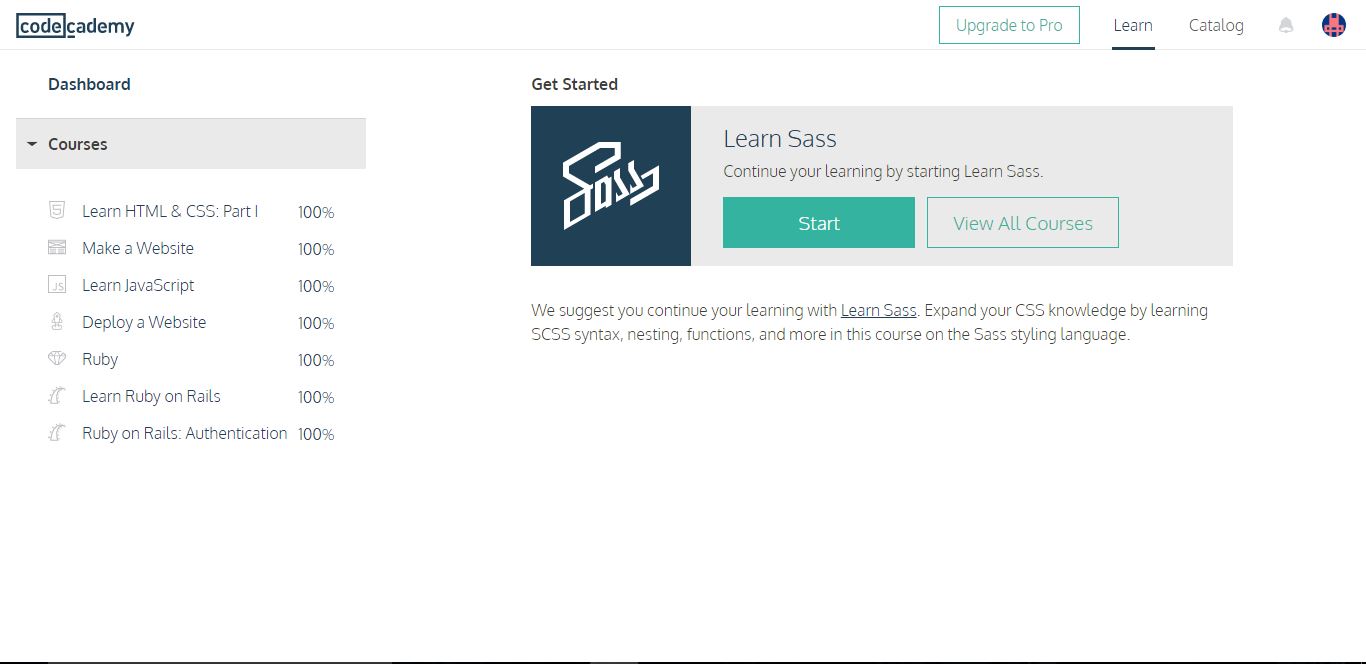 codecademy
Upgrade to Pro
Learn
Catalog
Dashboard
Courses
Learn HTML & CSS: Part I 100%
Make a Website 100%
Learn JavaScript 100%
Deploy a Website 100%
Ruby 100%
Learn Ruby on Rails 100%
Ruby on Rails: Authentication 100%
Get Started
Sass
Learn Sass
Continue your learning by starting Learn Sass.
Start
View All Courses
We suggest you continue your learning with Learn Sass. Expand your CSS knowledge by learning
SCSS syntax, nesting, functions, and more in this course on the Sass styling language.